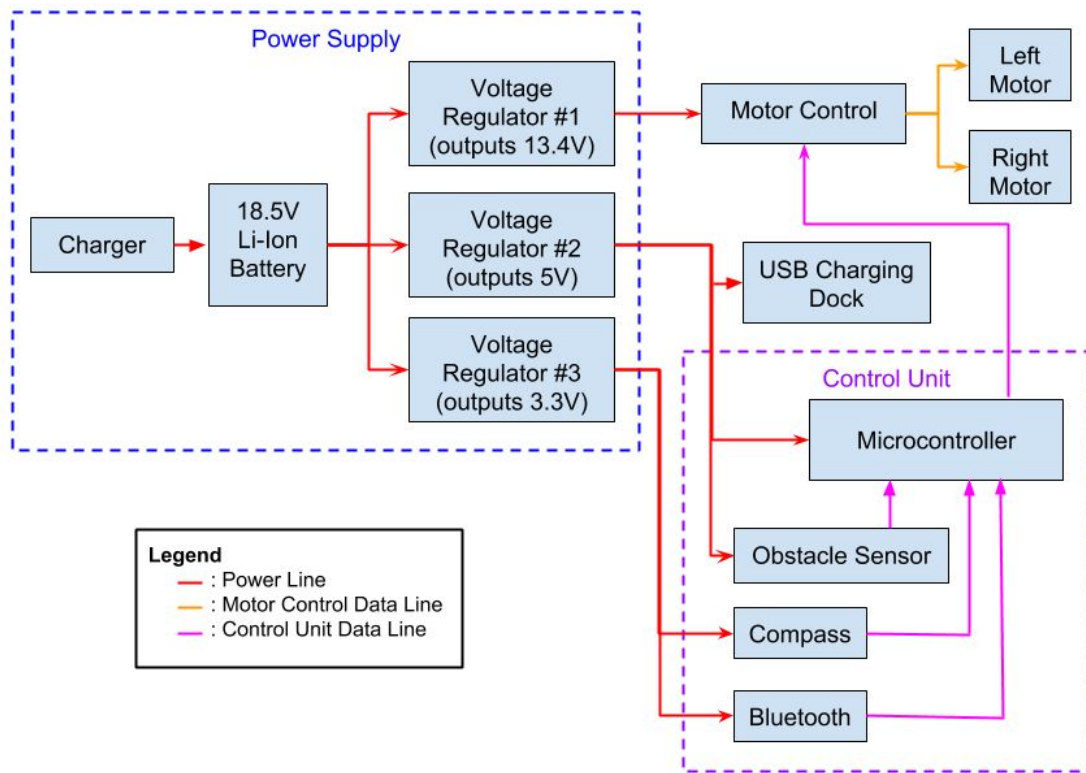 Power Supply
Charger
18.5V
Li-Ion
Battery
Voltage
Regulator #1
(outputs 13.4V)
Voltage
Regulator #2
(outputs 5V)
Voltage
Regulator #3
(outputs 3.3V)
Motor Control
Left
Motor
Right
Motor
USB Charging
Dock
Control Unit
Microcontroller
Obstacle Sensor
Compass
Bluetooth
Legend
: Power Line
: Motor Control Data Line
: Control Unit Data Line